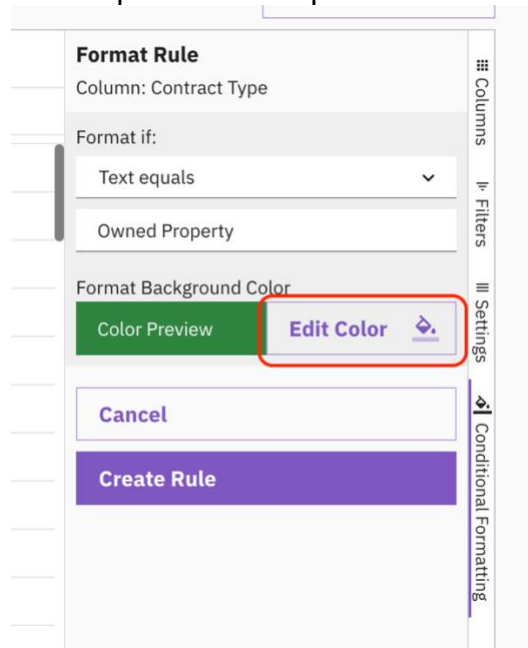 Format Rule
Column: Contract Type
Format if:
Text equals
Owned Property
Format Background Color
Color Preview
Edit Color
Cancel
Create Rule
Columns
Filters
Settings
Conditional Formatting